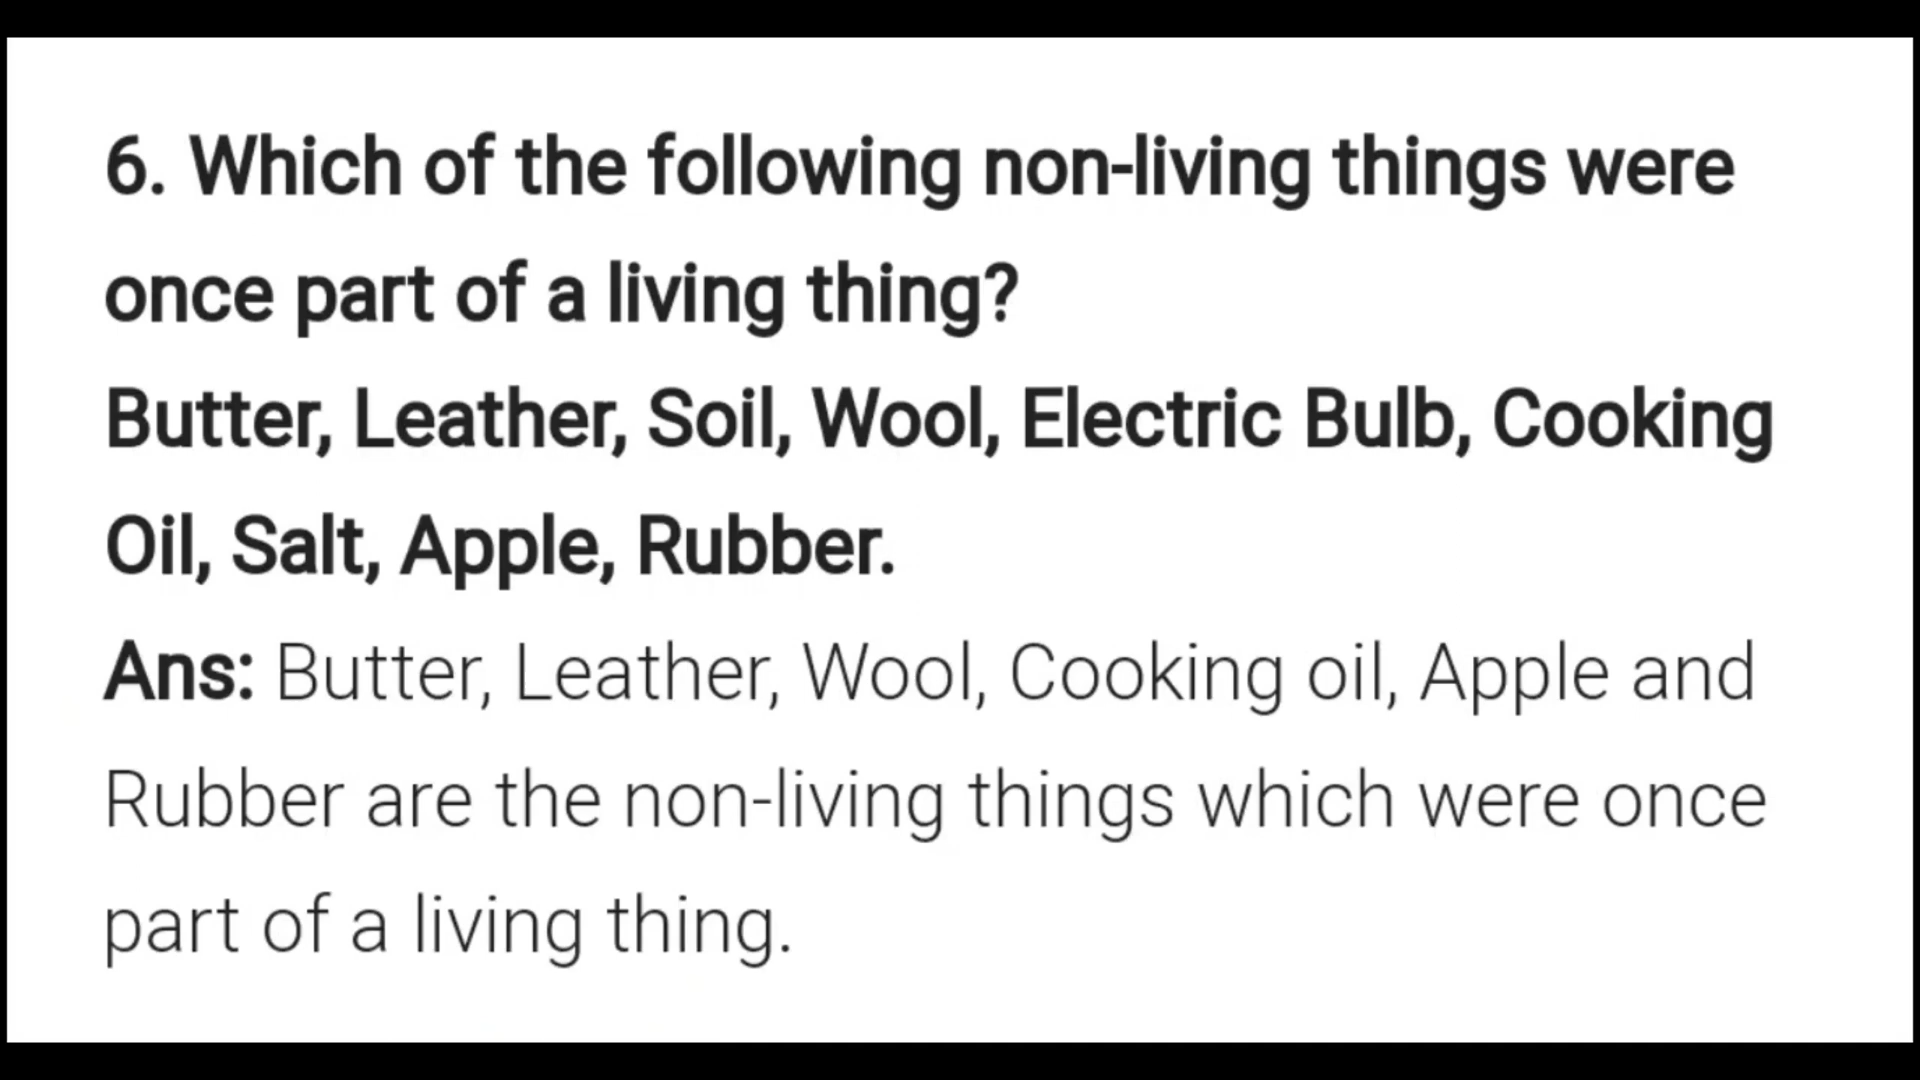 6. Which of the following non-living things were
once part of a living thing?
Butter, Leather, Soil, Wool, Electric Bulb, Cooking
Oil, Salt, Apple, Rubber.
Ans: Butter, Leather, Wool, Cooking oil, Apple and
Rubber are the non-living things which were once
part of a living thing.